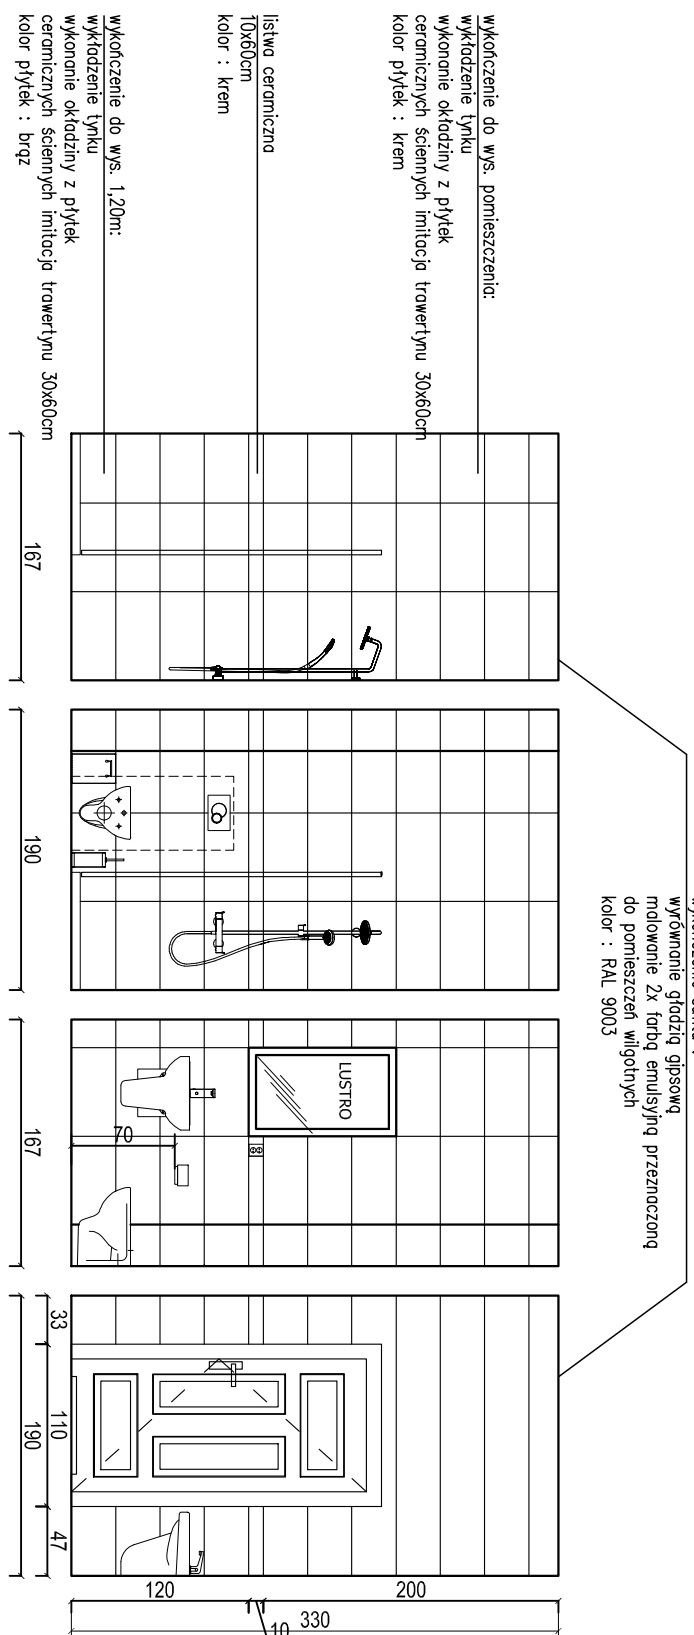 wyrównanie gładzią gipsową
malowanie 2x farbą emulsyjną przeznaczoną
do pomieszczeń wilgotnych
kolor : RAL 9003
wykończenie do wys. pomieszczenia:
wykładzenie tynku
wykonanie okładziny z płytek
ceramicznych ściennych imitacja trawertynu 30x60cm
kolor płytek : krem
listwa ceramiczna
10x60cm
kolor : krem
wykończenie do wys. 1,20m:
wykładzenie tynku
wykonanie okładziny z płytek
ceramicznych ściennych imitacja trawertynu 30x60cm
kolor płytek : brąz
LUSTRO
70
200
10
120
330
33
110
47
167
190
167
190